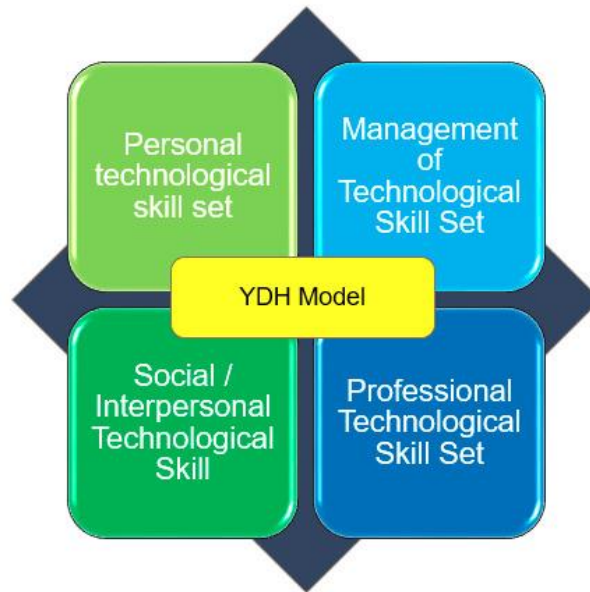 Personal
technological
skill set
Management
of
Technological
Skill Set
YDH Model
Social /
Interpersonal
Technological
Skill
Professional
Technological
Skill Set